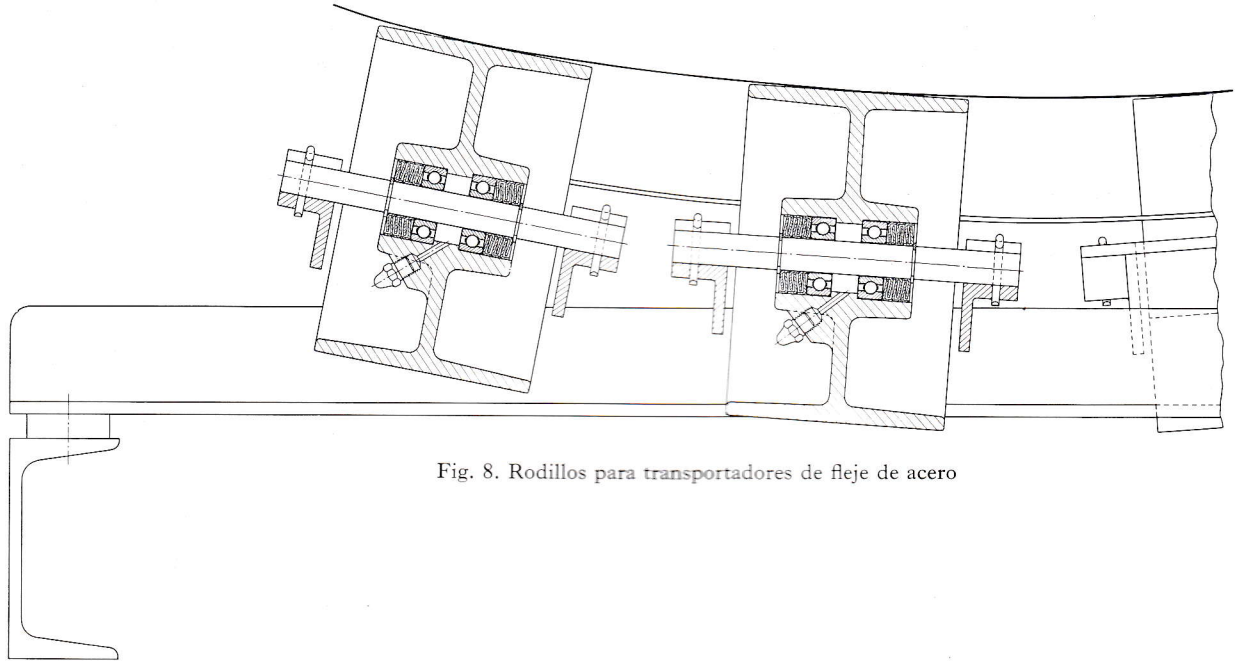 Fig. 8. Rodillos para transportadores de fleje de acero